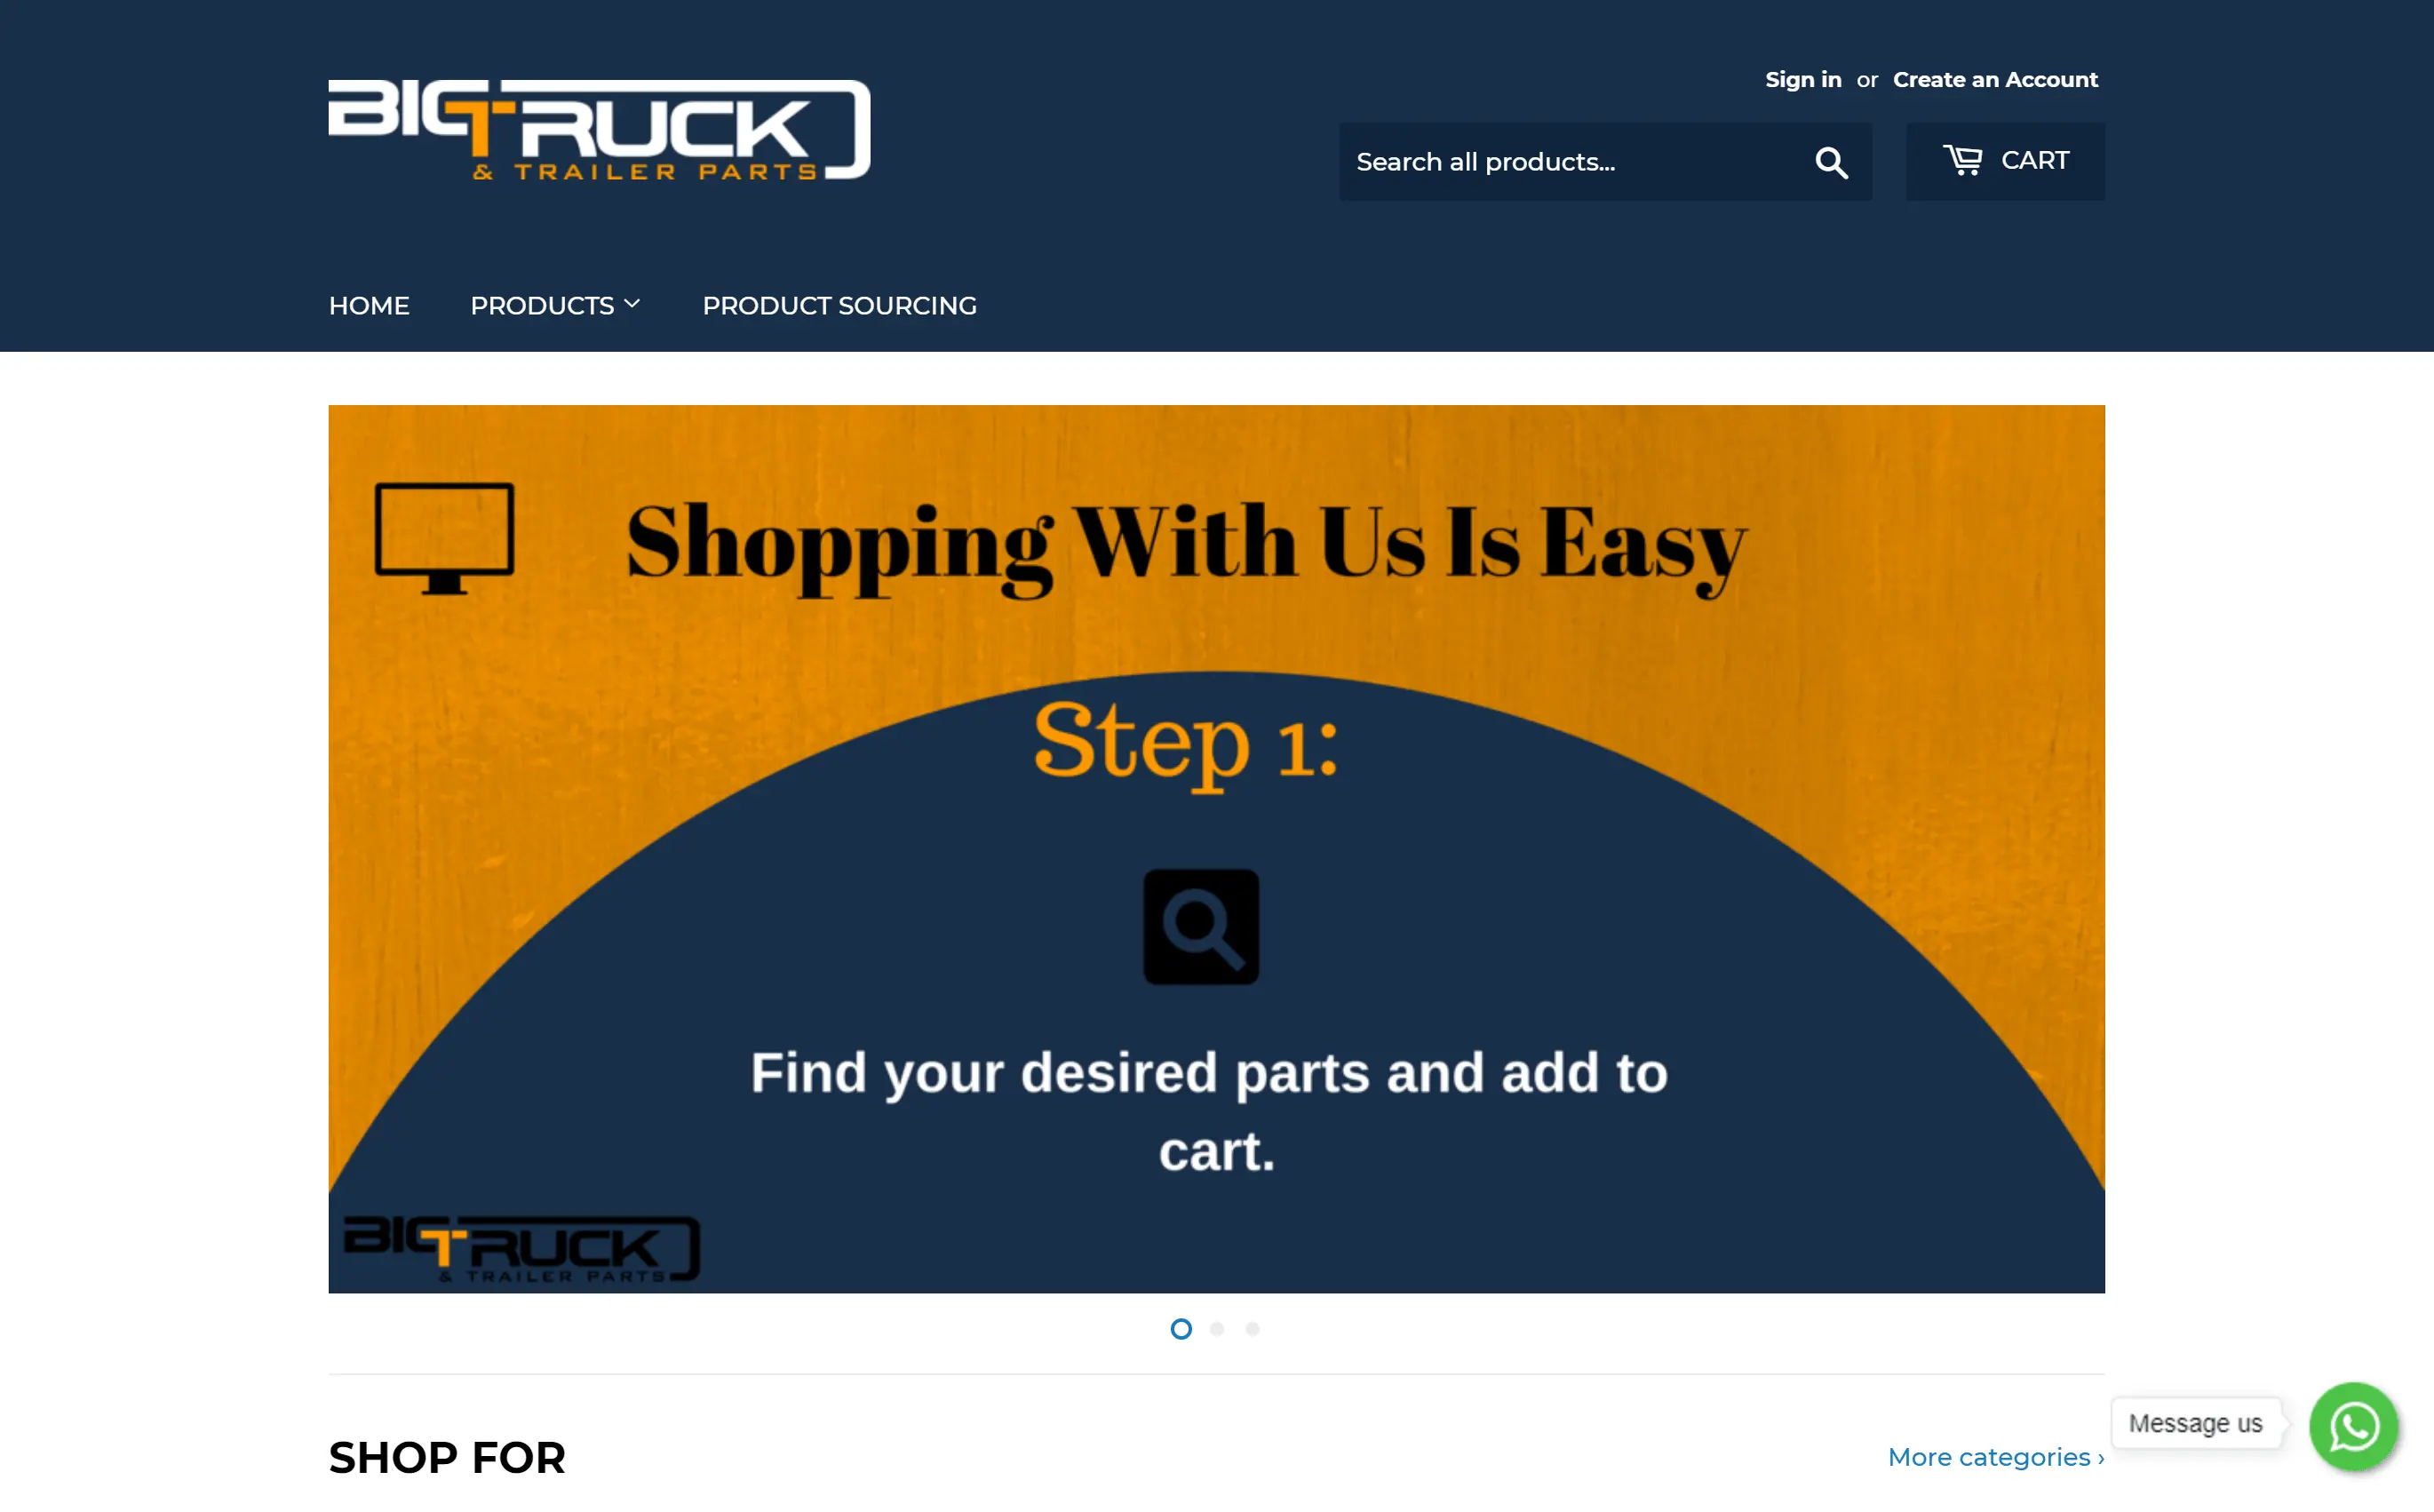 BIG TRUCK
& TRAILER PARTS
Sign in or Create an Account
Search all products...
CART
HOME
PRODUCTS
PRODUCT SOURCING
Shopping With Us Is Easy
Step 1:
Find your desired parts and add to
cart.
BIG TRUCK
& TRAILER PARTS
SHOP FOR
More categories ›
Message us